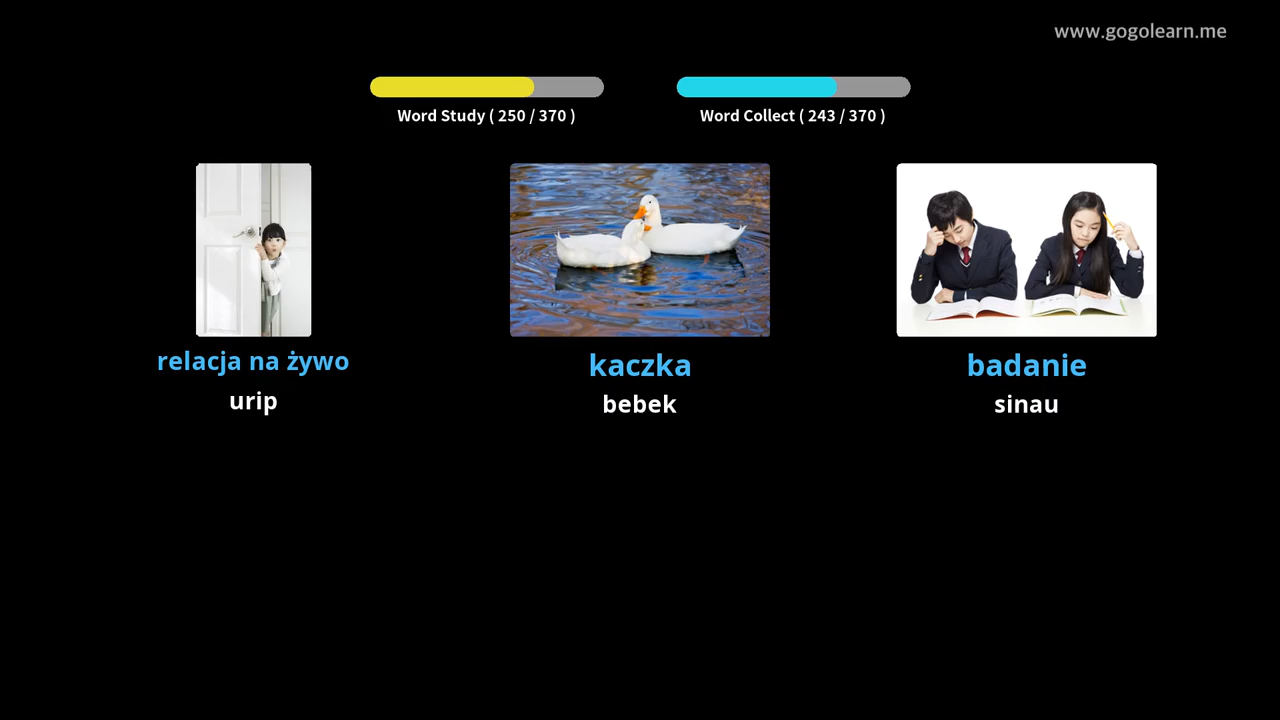 www.gogolearn.me
Word Study ( 250 / 370 )
Word Collect ( 243 / 370 )
relacja na żywo
urip
kaczka
bebek
badanie
sinau